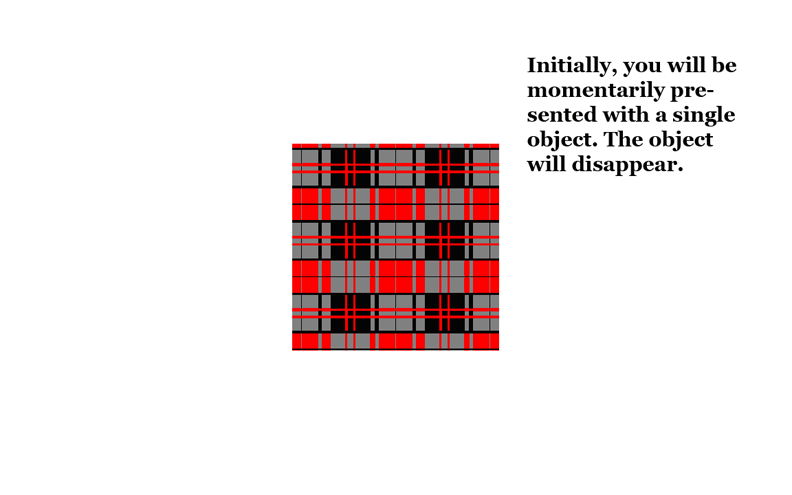 Initially, you will be
momentarily pre-
sented with a single
object. The object
will disappear.